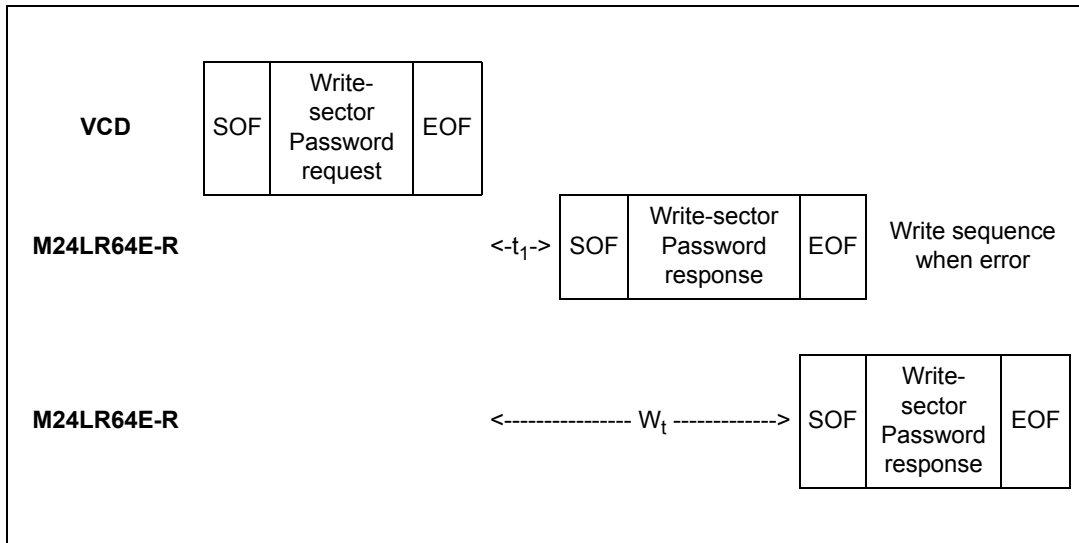 Write-
sector
Password
request
VCD
SOF
EOF
Write-sector
Password
response
M24LR64E-R
<-t1->
SOF
EOF
Write sequence
when error
Write-
sector
Password
response
M24LR64E-R
<---------------- Wt ------------->
SOF
EOF